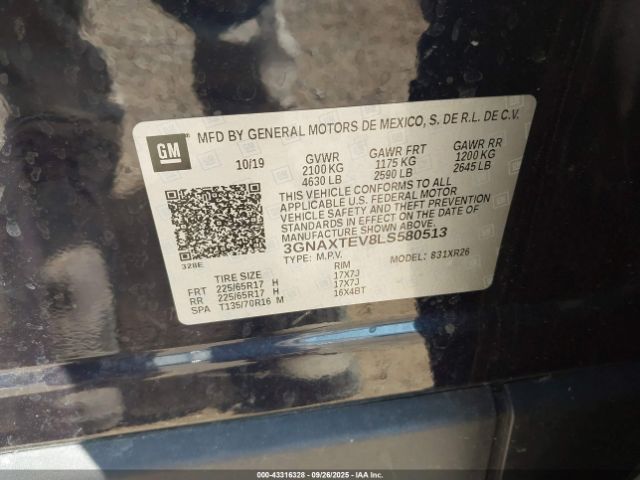 GM
MFD BY GENERAL MOTORS DE MEXICO, S. DE R.L. DE C.V.
10/19 GVWR GAWR FRT GAWR RR
2100 KG 1175 KG 1200 KG
4630 LB 2590 LB 2645 LB
THIS VEHICLE CONFORMS TO ALL
APPLICABLE U.S. FEDERAL MOTOR
VEHICLE SAFETY STANDARDS IN
EFFECT ON THE DATE OF
MANUFACTURE SHOWN ABOVE.
3GNAXTEV8LS580513
328E TYPE: M.P.V. MODEL: 831XR26
TIRE SIZE RIM
FRT 225/65R17 H 17X7J
RR 225/65R17 H 17X7J
SPA T135/70R16 M 16X4BT
000-43316328 - 09/26/2025 - IAA Inc.